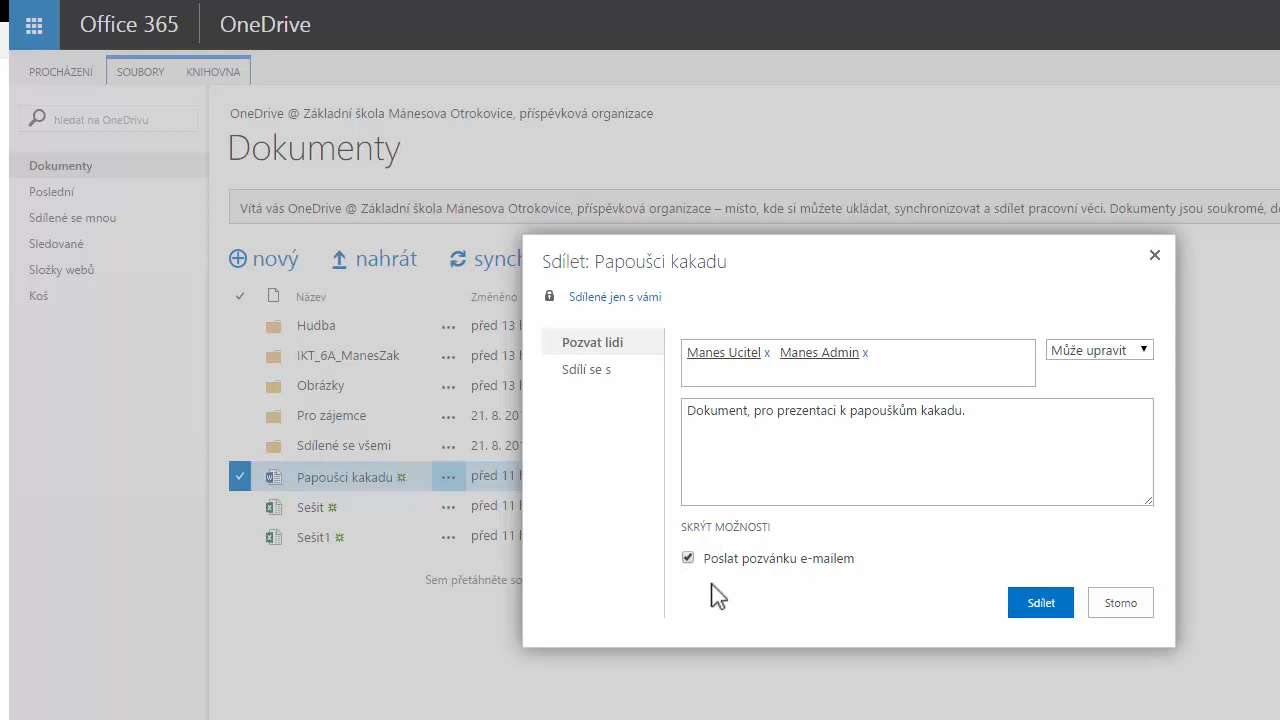 Office 365 OneDrive
PROCHÁZENÍ SOUBORY KNIHOVNA
hledat na OneDrivu
Dokumenty
Poslední
Sdílené se mnou
Sledované
Složky webů
Koš
OneDrive @ Základní škola Mánesova Otrokovice, příspěvková organizace
Dokumenty
Vítá vás OneDrive @ Základní škola Mánesova Otrokovice, příspěvková organizace – místo, kde si můžete ukládat, synchronizovat a sdílet pracovní věci. Dokumenty jsou soukromé,
nový nahrát synch
Název Změněno
Hudba ... před 13
IKT_6A_ManesZak ... před 13
Obrázky ... před 13
Pro zájemce ... 21. 8. 20
Sdílené se všemi ... 21. 8. 20
Papoušci kakadu ... před 11
Sešit ... před 11
Sešit1 ... před 11
Sem přetáhněte
Sdílet: Papoušci kakadu
Sdílené jen s vámi
Pozvat lidi
Sdílí se s
Manes Ucitel x Manes Admin x
Může upravit
Dokument, pro prezentaci k papouškům kakadu.
SKRÝT MOŽNOSTI
Poslat pozvánku e-mailem
Sdílet Stomo